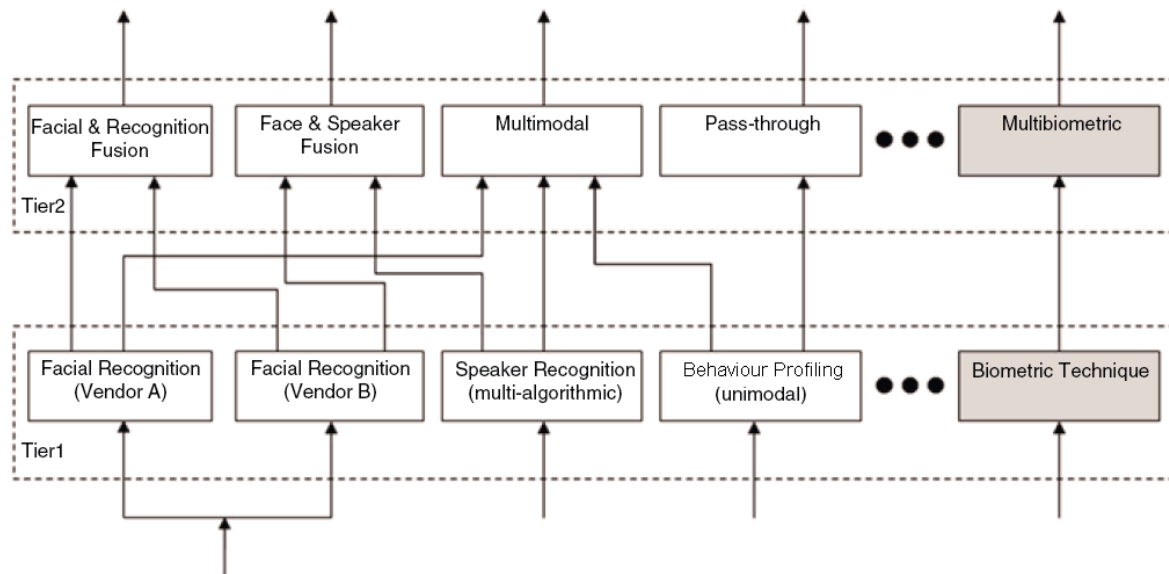 Facial & Recognition
Fusion
Face & Speaker
Fusion
Multimodal
Pass-through
Multibiometric
Tier2
Facial Recognition
(Vendor A)
Facial Recognition
(Vendor B)
Speaker Recognition
(multi-algorithmic)
Behaviour Profiling
(unimodal)
Biometric Technique
Tier1